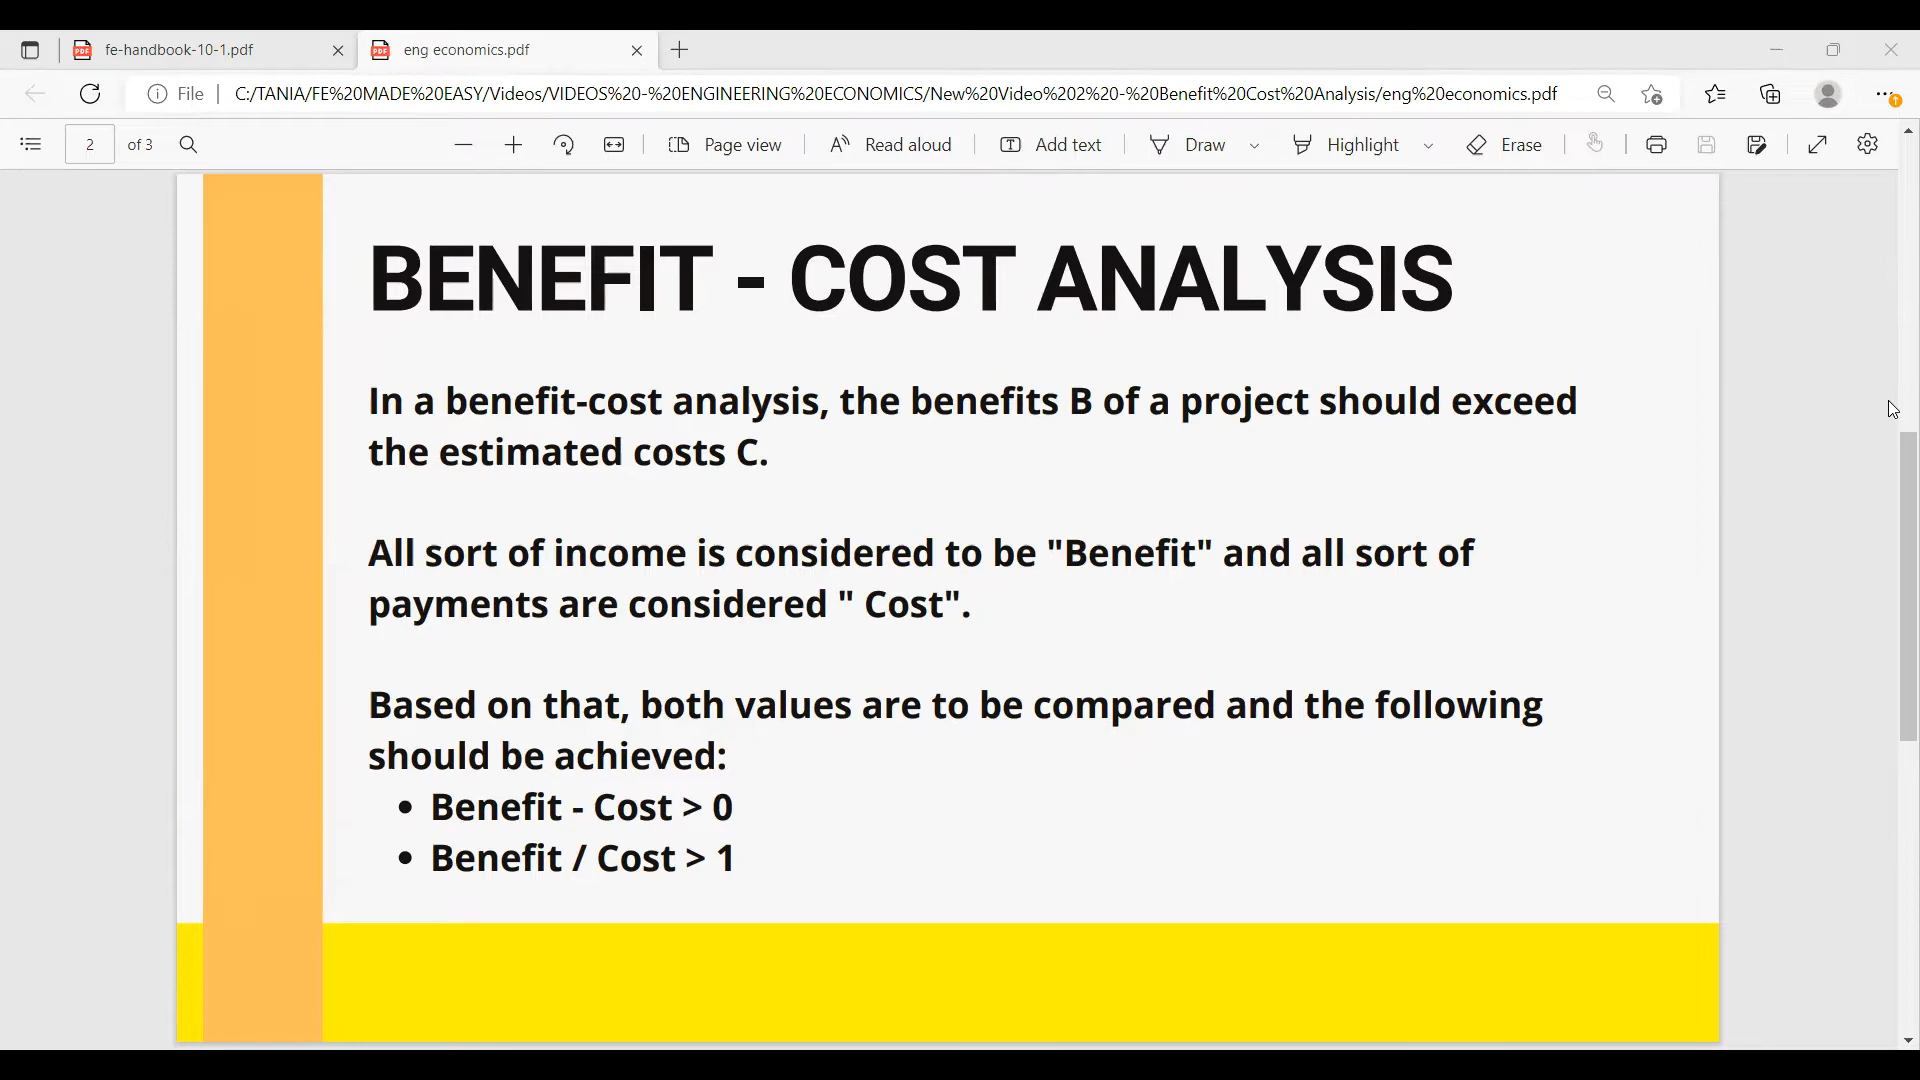 fe-handbook-10-1.pdf
eng economics.pdf
File
C:/TANIA/FE%20MADE%20EASY/Videos/VIDEOS%20-%20ENGINEERING%20ECONOMICS/New%20Video%202%20-%20Benefit%20Cost%20Analysis/eng%20economics.pdf
2 of 3
Page view
Read aloud
Add text
Draw
Highlight
Erase
BENEFIT - COST ANALYSIS
In a benefit-cost analysis, the benefits B of a project should exceed
the estimated costs C.
All sort of income is considered to be "Benefit" and all sort of
payments are considered " Cost".
Based on that, both values are to be compared and the following
should be achieved:
• Benefit - Cost > 0
• Benefit / Cost > 1